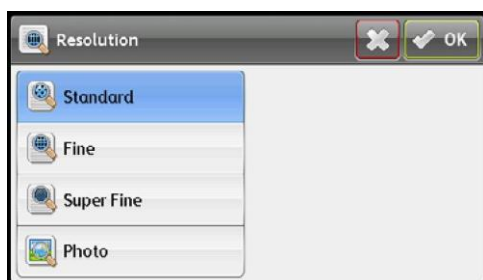 Resolution
OK
Standard
Fine
Super Fine
Photo